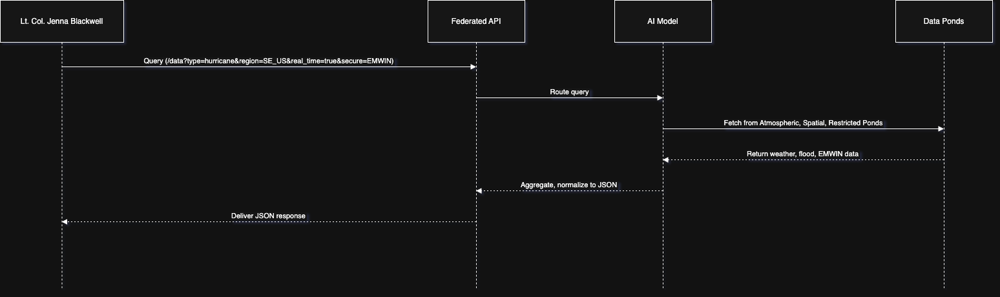 Lt. Col. Jenna Blackwell
Federated API
AI Model
Data Ponds
Query (/data?type=hurricane&region=SE_US&real_time=true&secure=EMWIN)
Route query
Fetch from Atmospheric, Spatial, Restricted Ponds
Return weather, flood, EMWIN data
Aggregate, normalize to JSON
Deliver JSON response